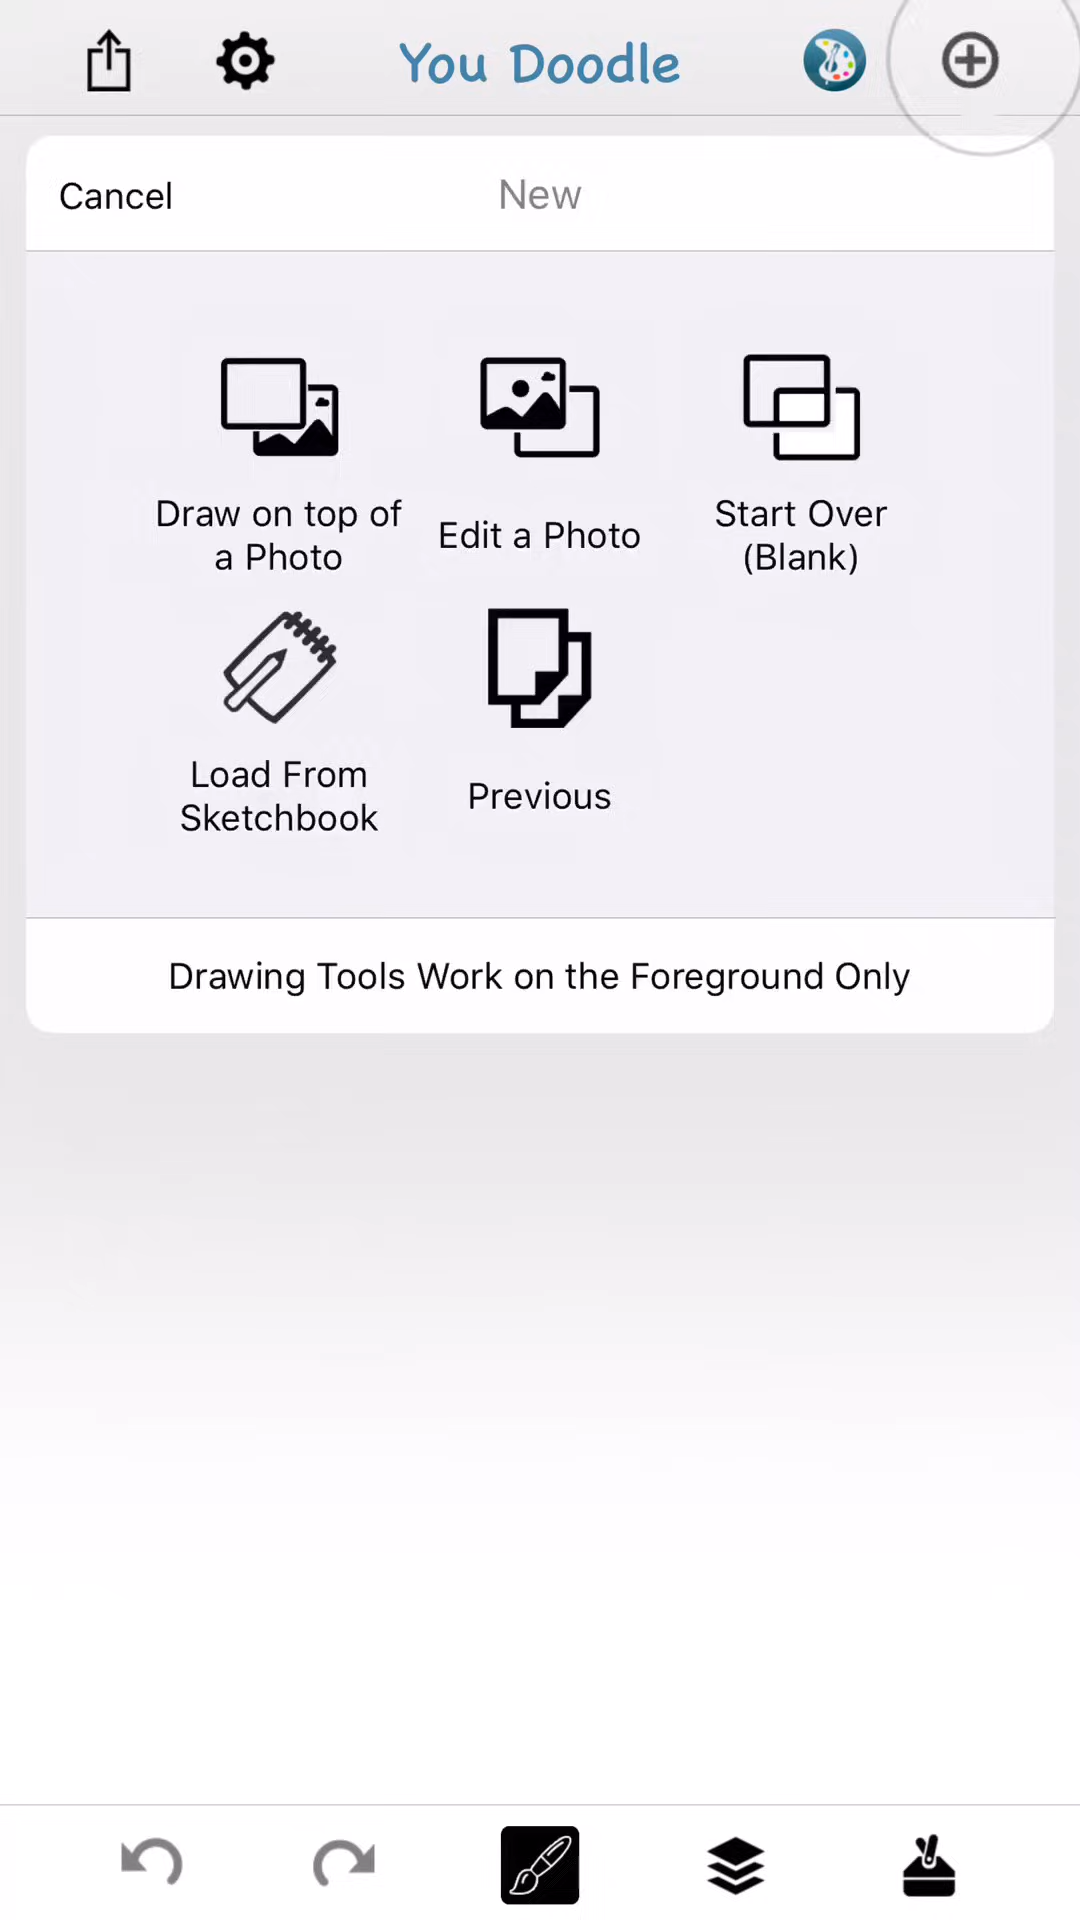 You Doodle
Cancel
New
Draw on top of
a Photo
Edit a Photo
Start Over
(Blank)
Load From
Sketchbook
Previous
Drawing Tools Work on the Foreground Only